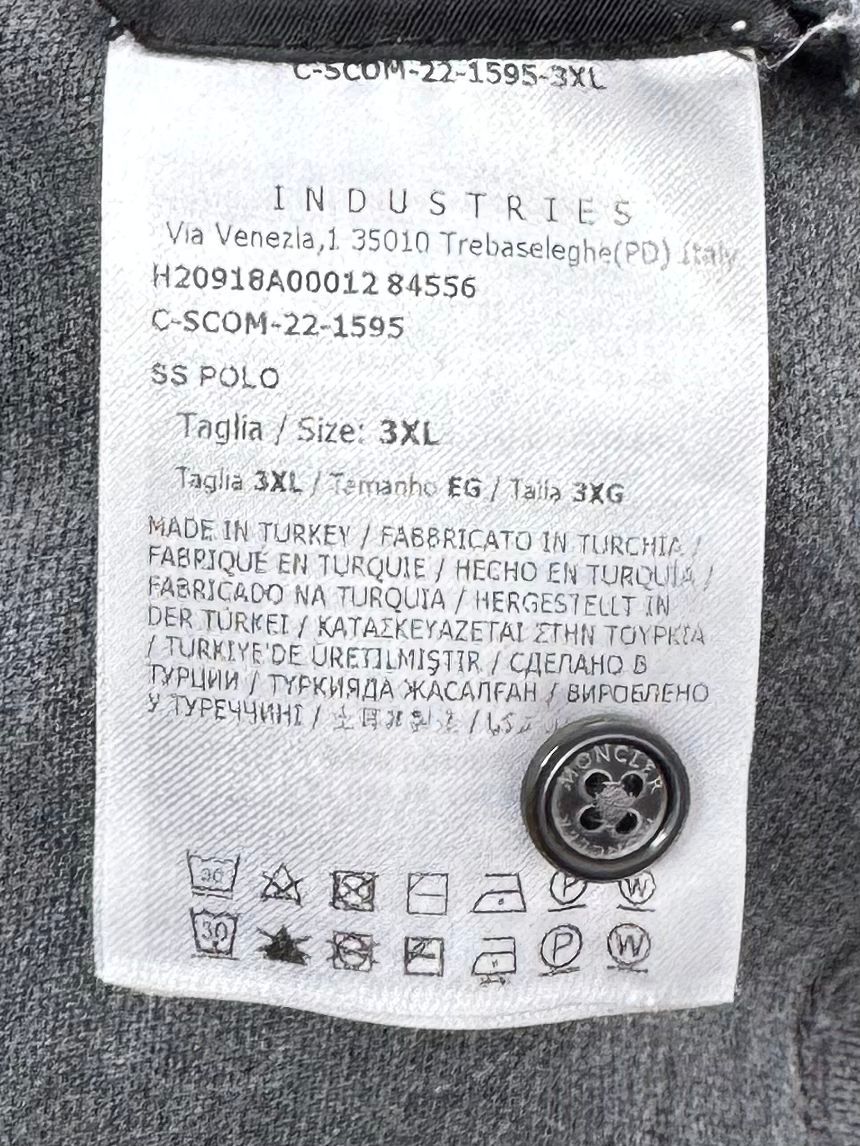 C-SCOM-22-1595-3XL
INDUSTRIES
Via Venezia,1 35010 Trebaseleghe(PD) Italy
H20918A00012 84556
C-SCOM-22-1595
SS POLO
Taglia / Size: 3XL
Taglia 3XL / Tamanho EG / Talla 3XG
MADE IN TURKEY / FABBRICATO IN TURCHIA /
FABRIQUÉ EN TURQUIE / HECHO EN TURQUÍA /
FABRICADO NA TURQUIA / HERGESTELLT IN
DER TÜRKEI / ΚΑΤΑΣΚΕΥΑΖΕΤΑΙ ΣΤΗΝ ΤΟΥΡΚΙΑ
/ TÜRKIYE'DE ÜRETILMIŞTIR / СДЕЛАНО В
ТУРЦИИ / ТҮРКИЯДА ЖАСАЛҒАН / ВИРОБЛЕНО
У ТУРЕЧЧИНІ /
MONCLER
MONCLER
30 P W
30 P W